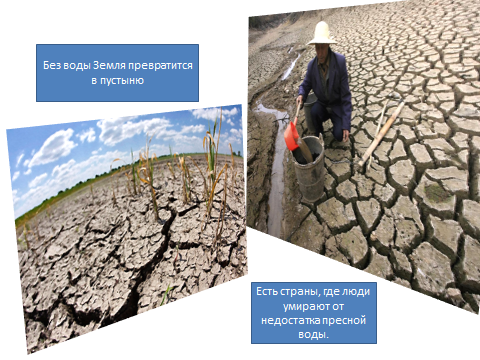 Без воды Земля превратится
в пустыню
Есть страны, где люди
умирают от
недостатка пресной
воды.